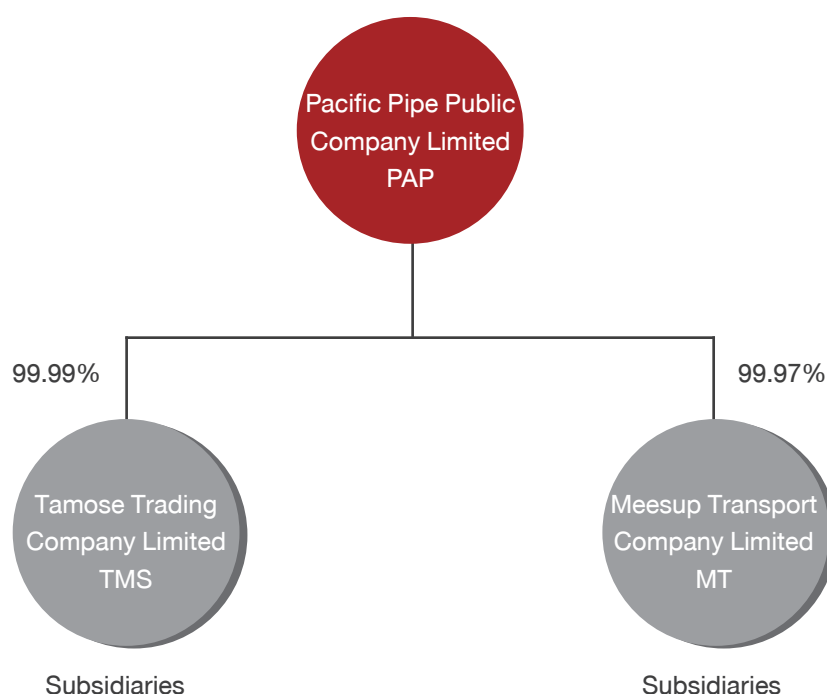 Pacific Pipe Public
Company Limited
PAP
99.99%
99.97%
Tamose Trading
Company Limited
TMS
Meesup Transport
Company Limited
MT
Subsidiaries
Subsidiaries